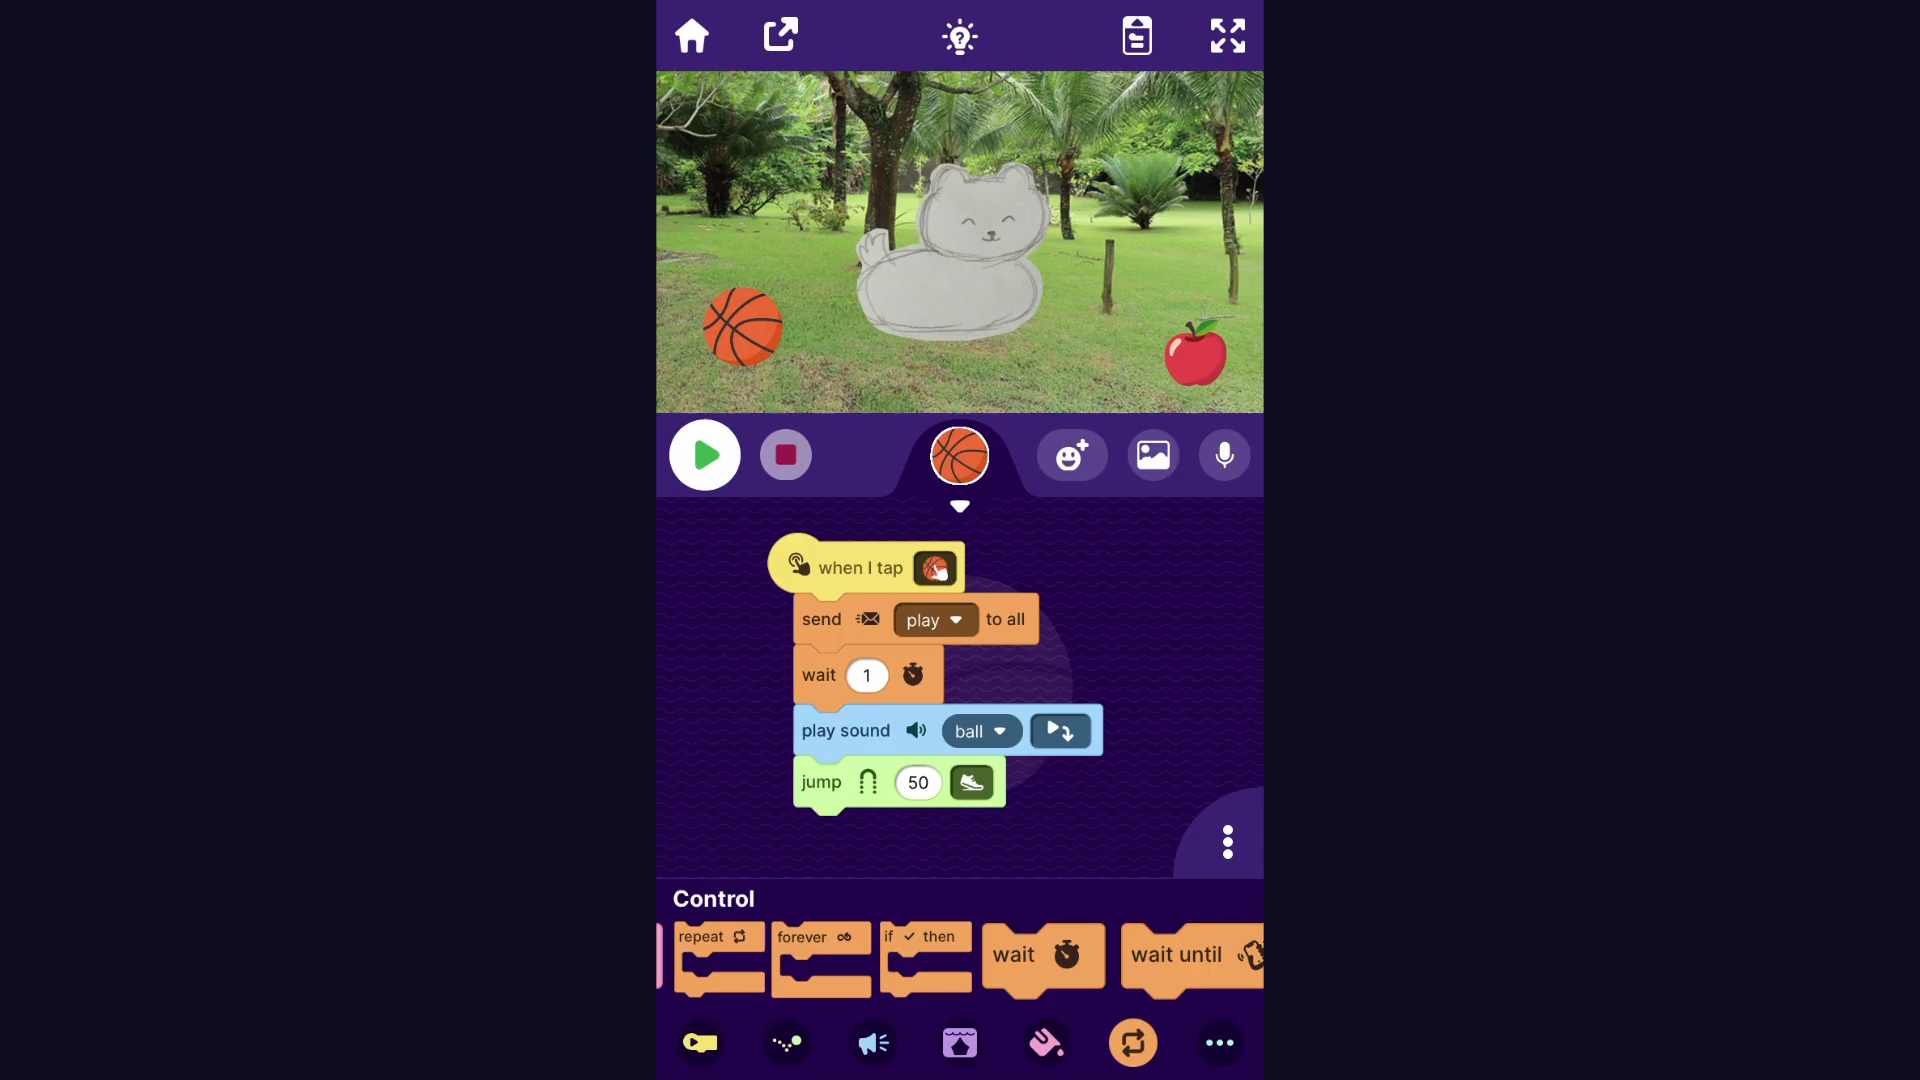 ?
when I tap
send play to all
wait 1
play sound ball
jump 50
Control
repeat forever if then wait wait until